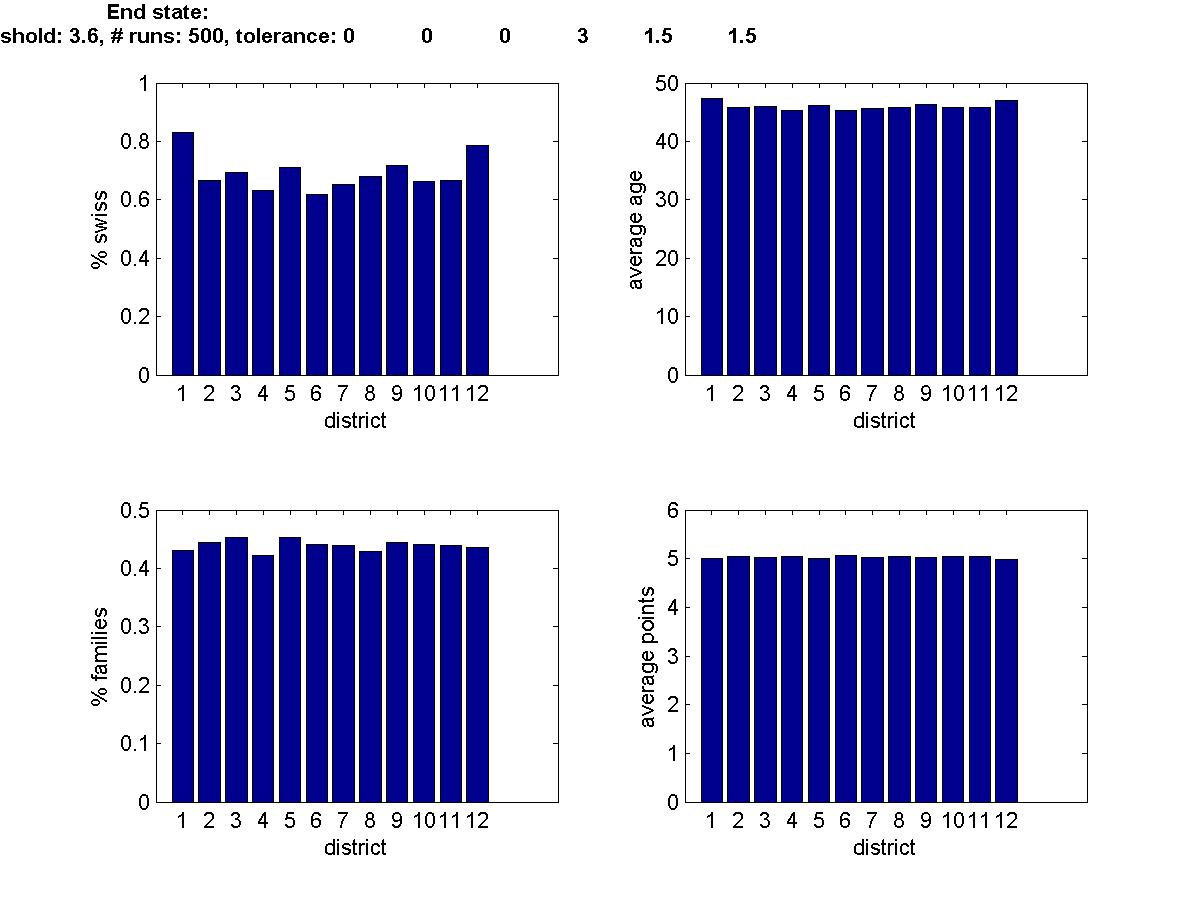 End state:
shold: 3.6, # runs: 500, tolerance: 0 0 0 3 1.5 1.5
1
0.8
0.6
0.4
0.2
0
% swiss
1 2 3 4 5 6 7 8 9 10 11 12
district
50
40
30
20
10
0
average age
1 2 3 4 5 6 7 8 9 10 11 12
district
0.5
0.4
0.3
0.2
0.1
0
% families
1 2 3 4 5 6 7 8 9 10 11 12
district
6
5
4
3
2
1
0
average points
1 2 3 4 5 6 7 8 9 10 11 12
district